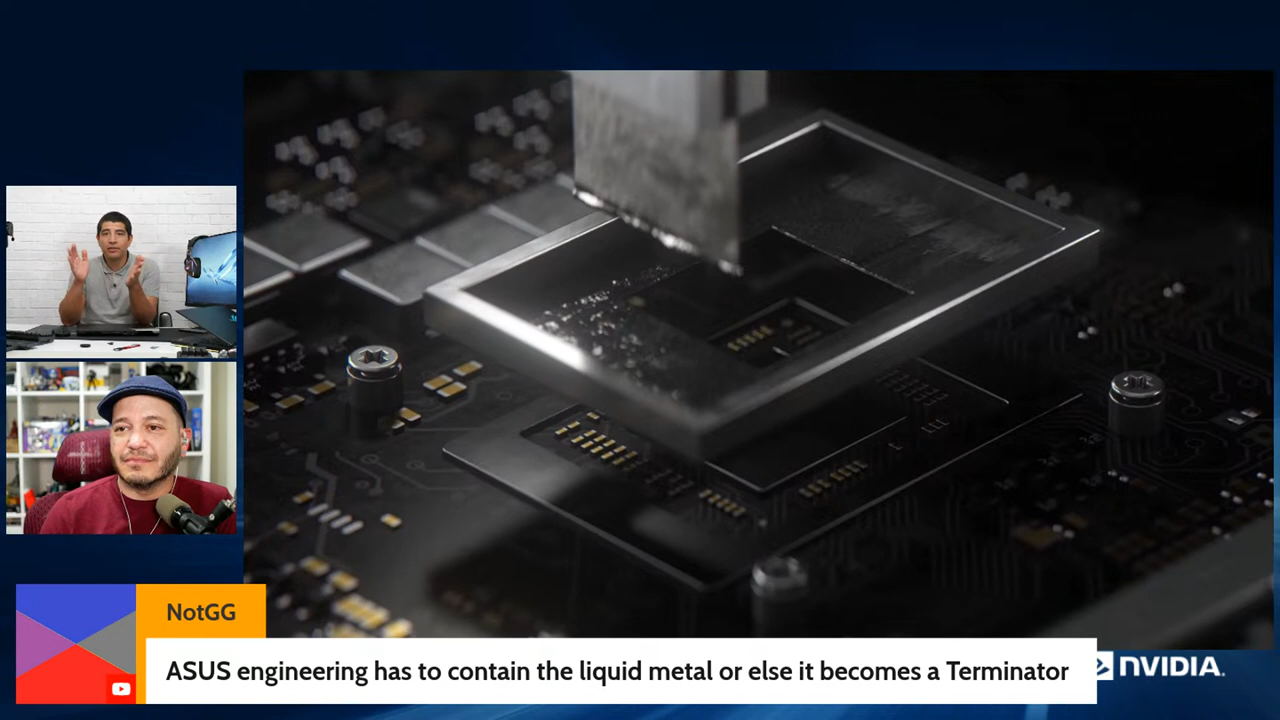 NotGG
ASUS engineering has to contain the liquid metal or else it becomes a Terminator
NVIDIA.